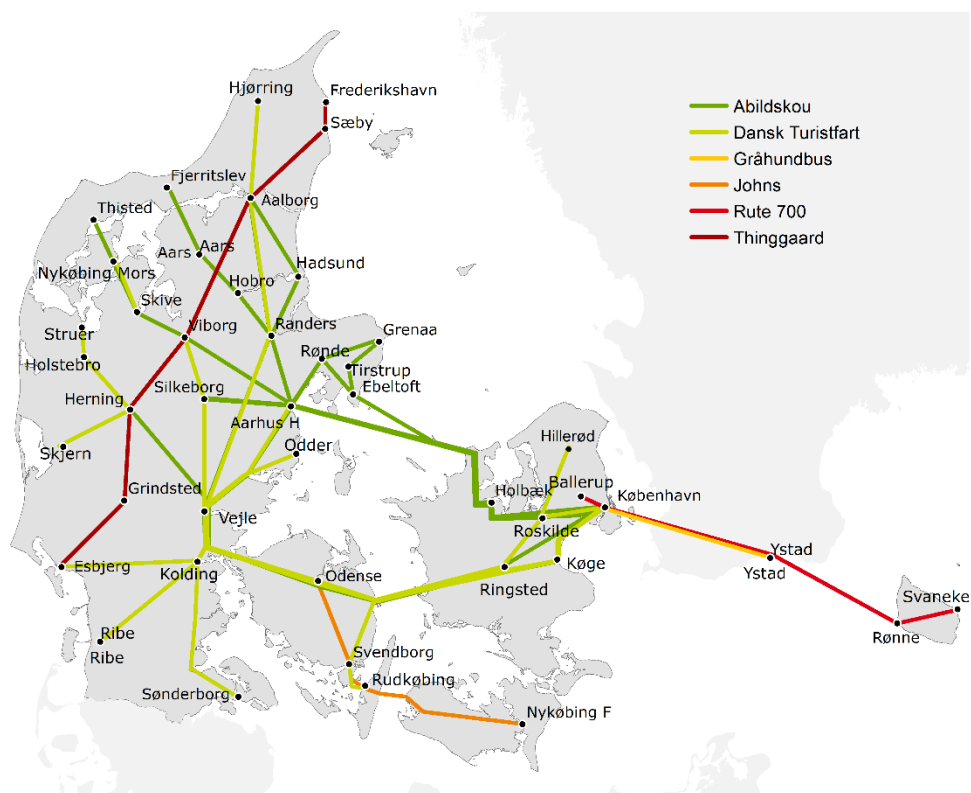 Hjørring
Frederikshavn
Sæby
Abildskou
Dansk Turistfart
Gråhundbus
Johns
Rute 700
Thinggaard
Fjerritslev
Aalborg
Thisted
Aars
Aars
Nykøbing Mors
Hobro
Hadsund
Skive
Struer
Viborg
Randers
Grenaa
Rønde
Holstebro
Tirstrup
Silkeborg
Ebeltoft
Herning
Aarhus H
Odder
Skjern
Hillerød
Ballerup
Grindsted
Holbæk
København
Vejle
Roskilde
Ystad
Esbjerg
Kolding
Køge
Ystad
Odense
Ringsted
Svaneke
Ribe
Ribe
Svendborg
Rønne
Rudkøbing
Sønderborg
Nykøbing F